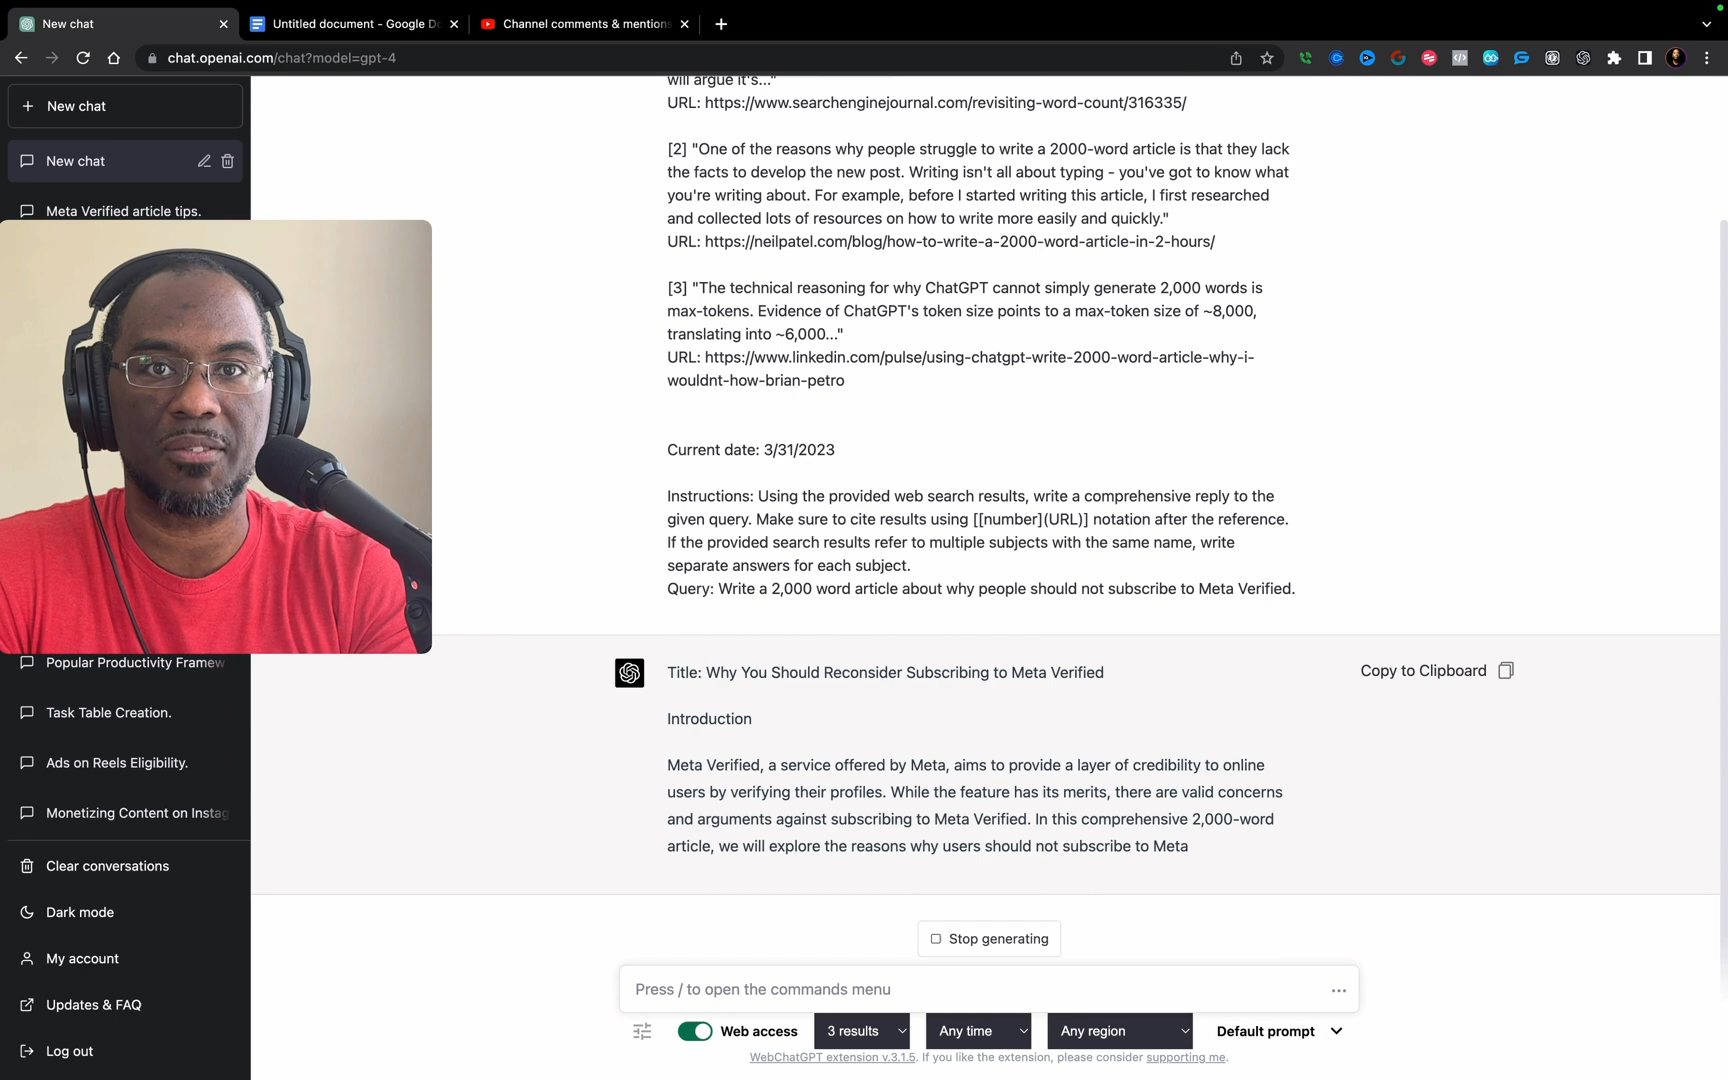 New chat
Untitled document - Google Do
Channel comments & mentions
chat.openai.com/chat?model=gpt-4
New chat
New chat
Meta Verified article tips.
Popular Productivity Framew
Task Table Creation.
Ads on Reels Eligibility.
Monetizing Content on Instag
Clear conversations
Dark mode
My account
Updates & FAQ
Log out
will argue it's..."
URL: https://www.searchenginejournal.com/revisiting-word-count/316335/
[2] "One of the reasons why people struggle to write a 2000-word article is that they lack
the facts to develop the new post. Writing isn't all about typing - you've got to know what
you're writing about. For example, before I started writing this article, I first researched
and collected lots of resources on how to write more easily and quickly."
URL: https://neilpatel.com/blog/how-to-write-a-2000-word-article-in-2-hours/
[3] "The technical reasoning for why ChatGPT cannot simply generate 2,000 words is
max-tokens. Evidence of ChatGPT's token size points to a max-token size of ~8,000,
translating into ~6,000..."
URL: https://www.linkedin.com/pulse/using-chatgpt-write-2000-word-article-why-i-
wouldnt-how-brian-petro
Current date: 3/31/2023
Instructions: Using the provided web search results, write a comprehensive reply to the
given query. Make sure to cite results using [[number](URL)] notation after the reference.
If the provided search results refer to multiple subjects with the same name, write
separate answers for each subject.
Query: Write a 2,000 word article about why people should not subscribe to Meta Verified.
Title: Why You Should Reconsider Subscribing to Meta Verified
Copy to Clipboard
Introduction
Meta Verified, a service offered by Meta, aims to provide a layer of credibility to online
users by verifying their profiles. While the feature has its merits, there are valid concerns
and arguments against subscribing to Meta Verified. In this comprehensive 2,000-word
article, we will explore the reasons why users should not subscribe to Meta
Stop generating
Press / to open the commands menu
Web access
3 results
Any time
Any region
Default prompt
WebChatGPT extension v.3.1.5. If you like the extension, please consider supporting me.